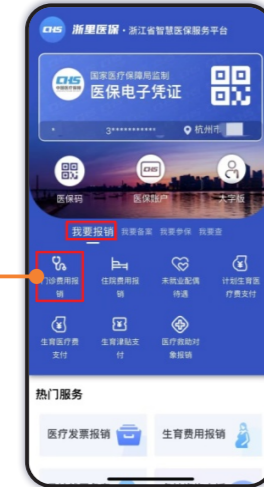 CHS 浙里医保·浙江省智慧医保服务平台
CHS 国家医疗保障局监制
医保电子凭证
3*********** 杭州市
医保码 CHS 医保账户 大字版
我要报销 我要备案 我要参保 我要查
门诊费用报销
住院费用报销
未就业配偶待遇
计划生育医疗费支付
生育医疗费支付
生育津贴支付
医疗救助对象报销
热门服务
医疗发票报销 生育费用报销